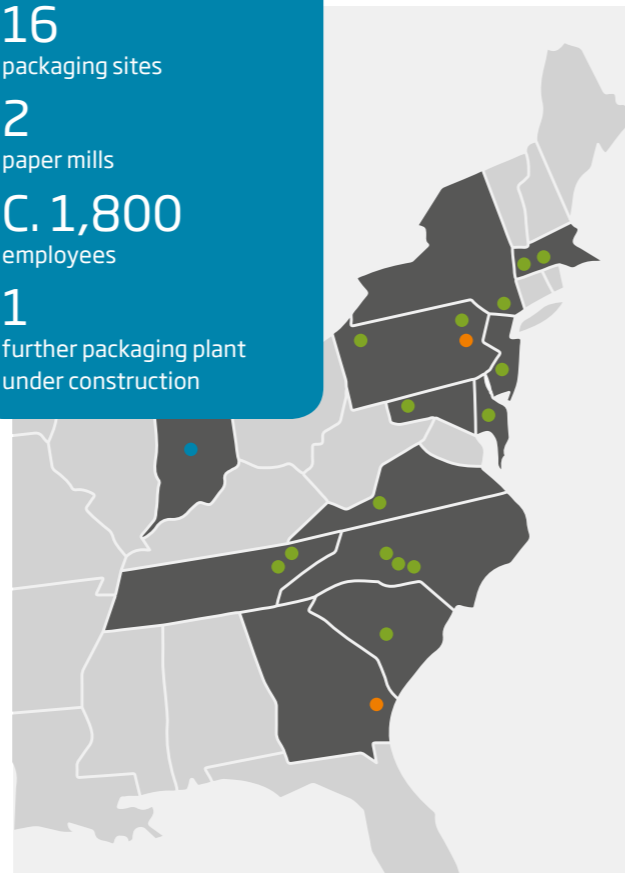 16
packaging sites
2
paper mills
C. 1,800
employees
1
further packaging plant
under construction